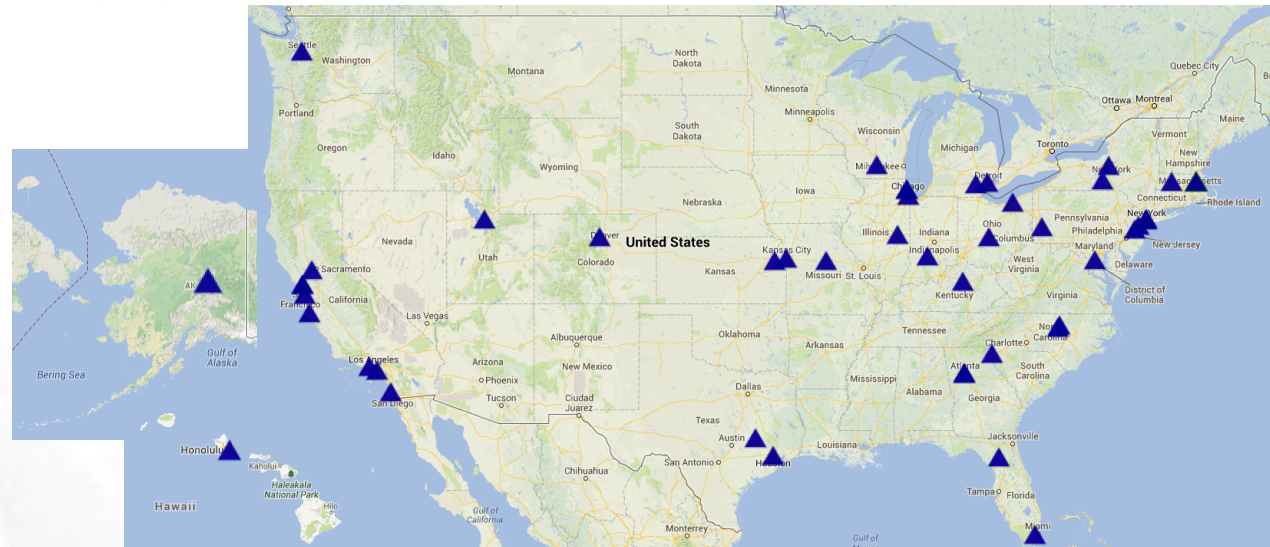 Seattle
Washington
Portland
Oregon
Idaho
Montana
North
Dakota
Minnesota
Minneapolis
South
Dakota
Wisconsin
Michigan
Toronto
Ottawa
Montreal
Quebec City
Maine
Vermont
New
Hampshire
Massachusetts
Connecticut
Rhode Island
New York
New York
Pennsylvania
Philadelphia
New-Jersey
Maryland
Delaware
District of
Columbia
Detroit
Milwaukee
Chicago
Iowa
Wyoming
Nebraska
Nevada
Utah
Denver
Colorado
United States
Kansas
Kansas City
Missouri
St. Louis
Illinois
Indiana
Indianapolis
Ohio
Columbus
West
Virginia
Virginia
Kentucky
Tennessee
North
Carolina
Charlotte
South
Carolina
Atlanta
Georgia
Alabama
Mississippi
Arkansas
Oklahoma
Sacramento
California
Las Vegas
Los Angeles
San Diego
Arizona
Phoenix
Tucson
Albuquerque
New Mexico
Ciudad
Juarez
Chihuahua
Dallas
Texas
Austin
San Antonio
Houston
Louisiana
Jacksonville
Tampa
Florida
Miami
Monterrey
Gulf of
Gulf of
California
AK
Gulf of
Alaska
Bering Sea
Honolulu
Kahului
Haleakala
National Park
Hawaii
Hilo